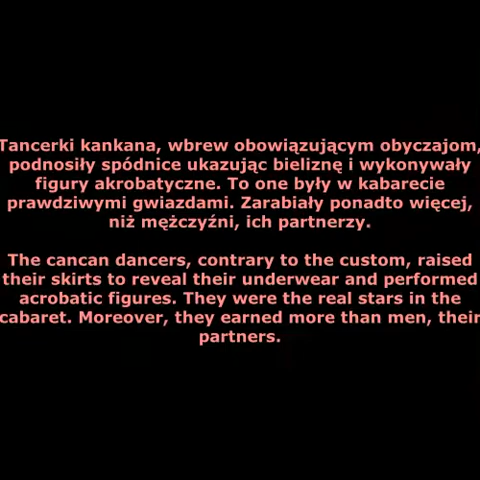 Tancerki kankana, wbrew obowiązującym obyczajom,
podnosiły spódnice ukazując bieliznę i wykonywały
figury akrobatyczne. To one były w kabarecie
prawdziwymi gwiazdami. Zarabiały ponadto więcej,
niż mężczyźni, ich partnerzy.
The cancan dancers, contrary to the custom, raised
their skirts to reveal their underwear and performed
acrobatic figures. They were the real stars in the
cabaret. Moreover, they earned more than men, their
partners.